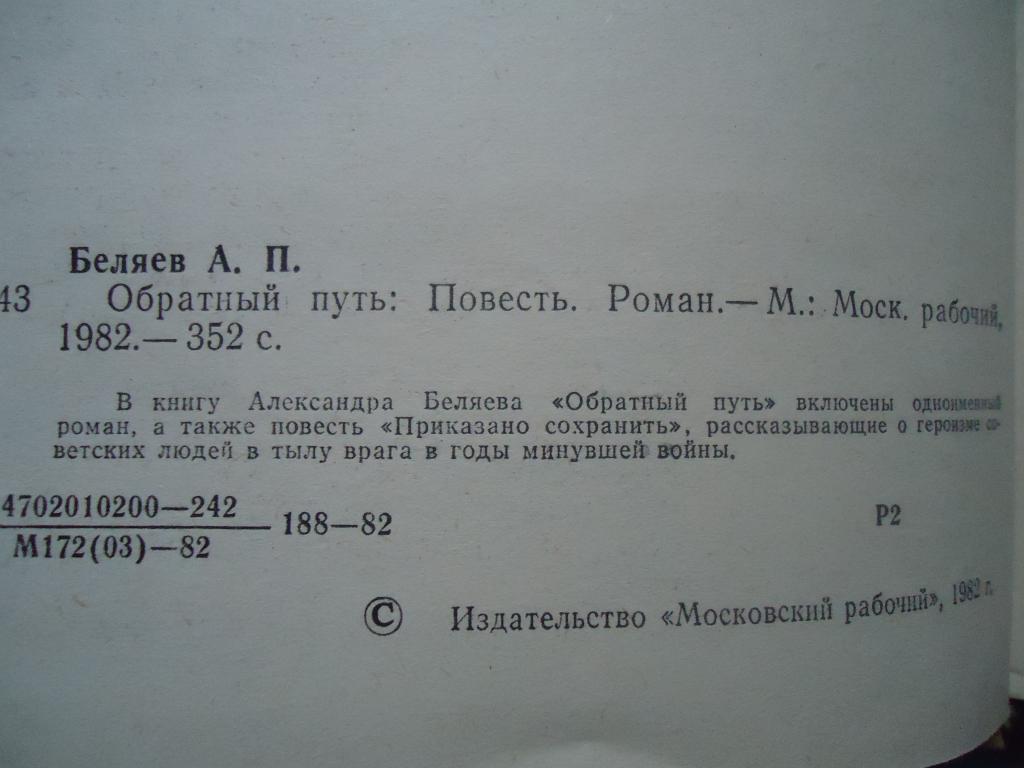 Беляев А. П.
43 Обратный путь: Повесть. Роман.— М.: Моск. рабочий,
1982.— 352 с.
В книгу Александра Беляева «Обратный путь» включены одноименный
роман, а также повесть «Приказано сохранить», рассказывающие о героизме со-
ветских людей в тылу врага в годы минувшей войны.
4702010200—242
М172(03)—82
188—82
Р2
© Издательство «Московский рабочий», 1982 г.